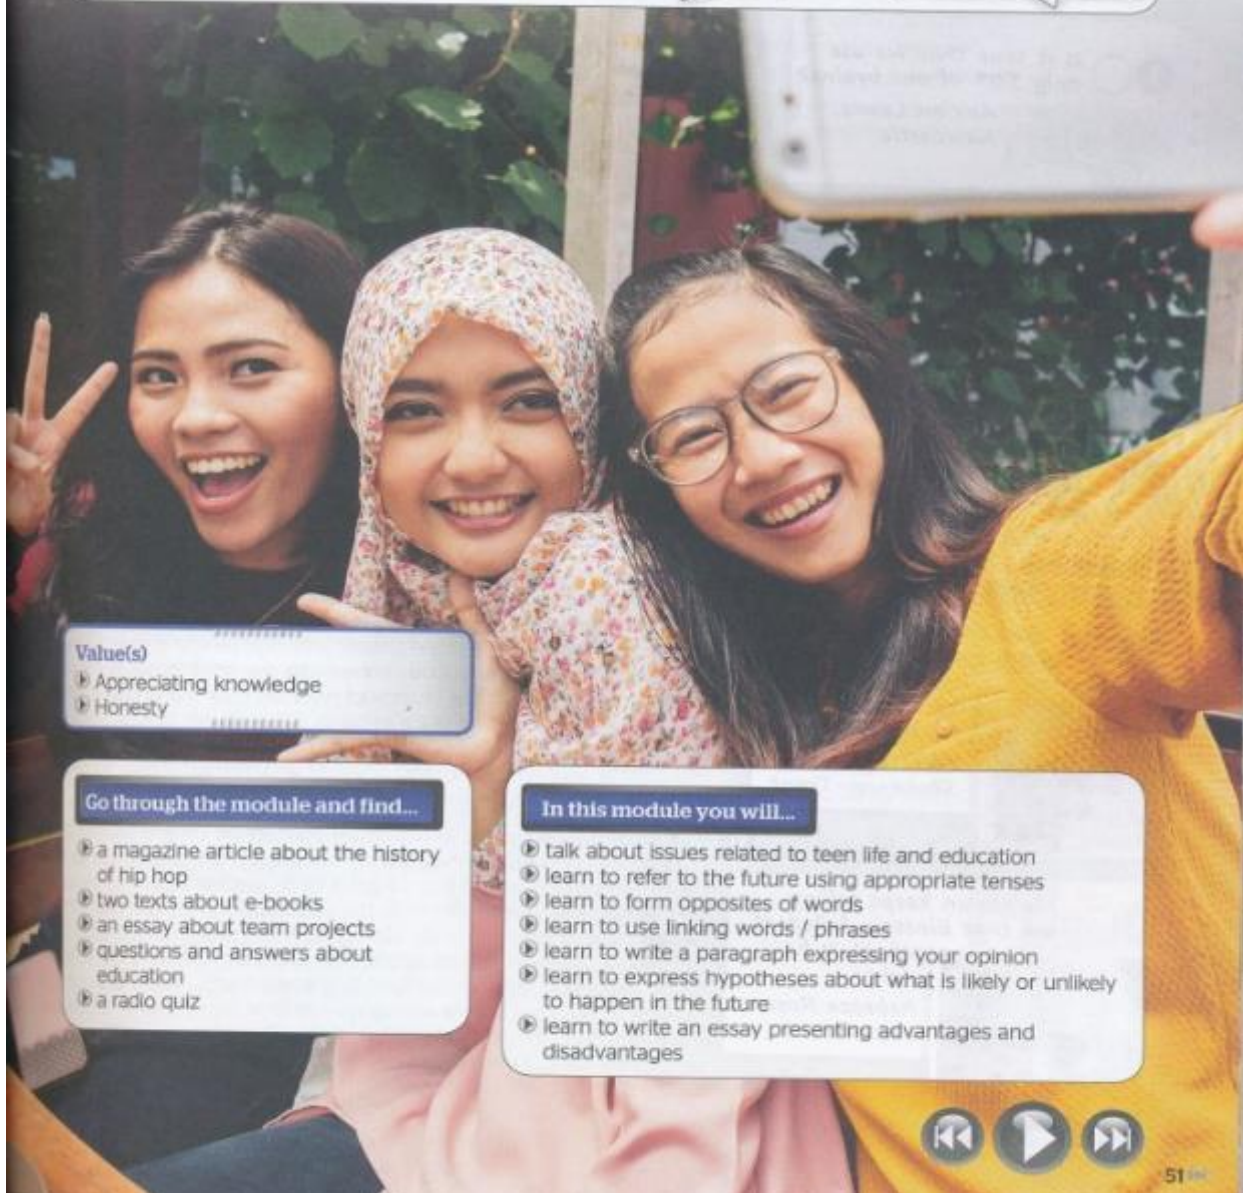 Value(s)
Appreciating knowledge
Honesty
Go through the module and find...
a magazine article about the history
of hip hop
two texts about e-books
an essay about team projects
questions and answers about
education
a radio quiz
In this module you will...
talk about issues related to teen life and education
learn to refer to the future using appropriate tenses
learn to form opposites of words
learn to use linking words / phrases
learn to write a paragraph expressing your opinion
learn to express hypotheses about what is likely or unlikely
to happen in the future
learn to write an essay presenting advantages and
disadvantages
51